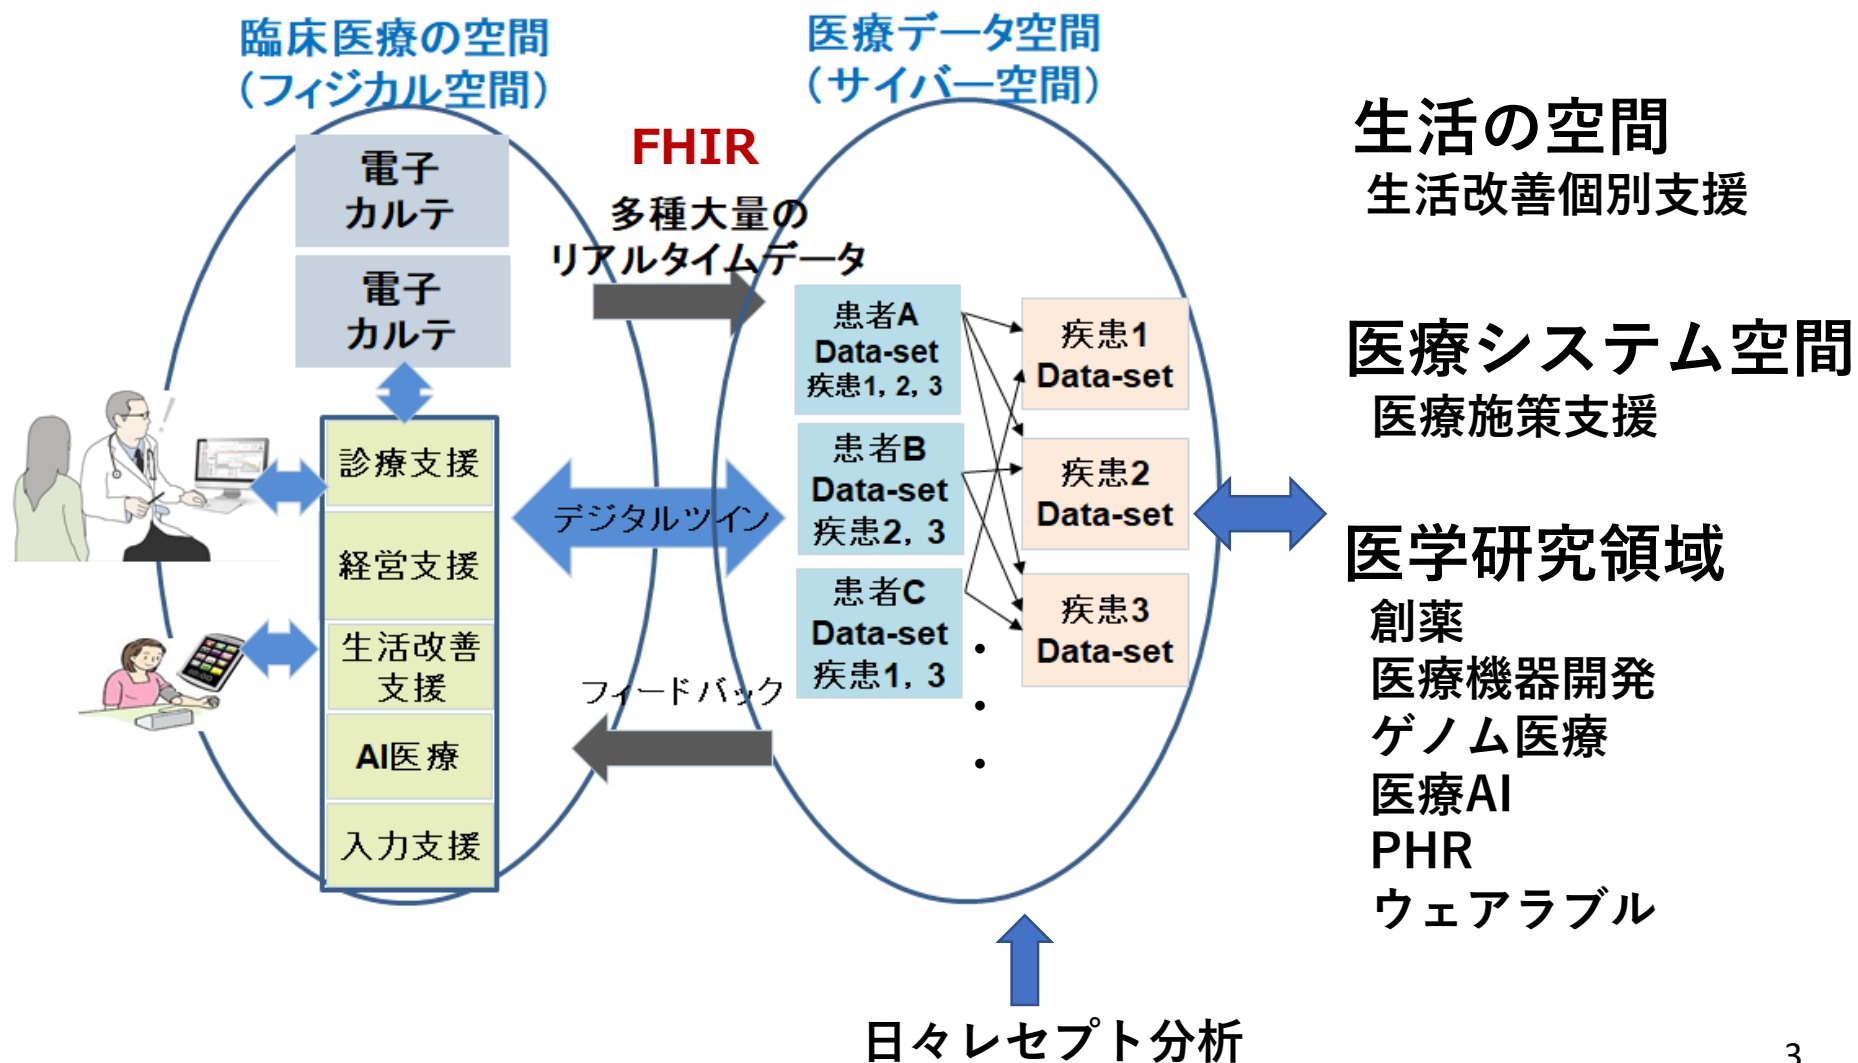 臨床医療の空間
（フィジカル空間）
電子
カルテ
電子
カルテ
診療支援
経営支援
生活改善
支援
AI医療
入力支援
FHIR
多種大量の
リアルタイムデータ
デジタルツイン
フィードバック
医療データ空間
（サイバー空間）
患者A
Data-set
疾患1, 2, 3
患者B
Data-set
疾患2, 3
患者C
Data-set
疾患1, 3
・
・
・
疾患1
Data-set
疾患2
Data-set
疾患3
Data-set
日々レセプト分析
生活の空間
生活改善個別支援
医療システム空間
医療施策支援
医学研究領域
創薬
医療機器開発
ゲノム医療
医療AI
PHR
ウェアラブル
3